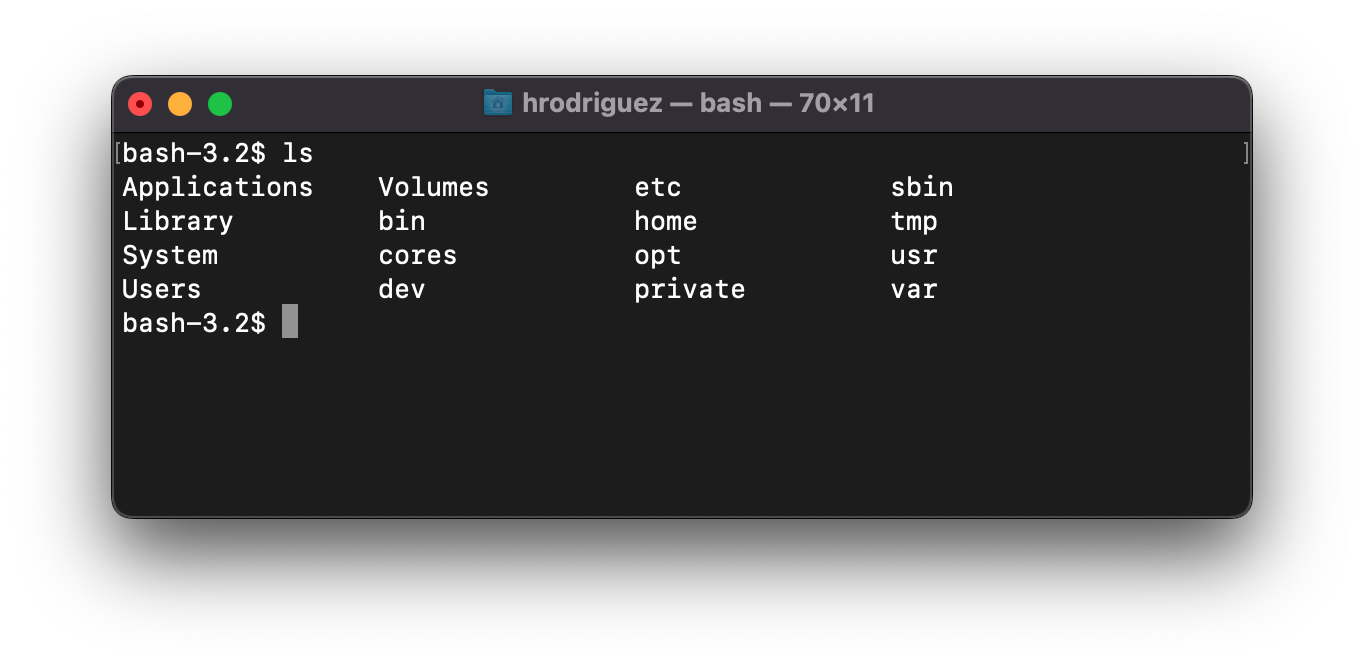 hrodriguez — bash — 70×11
[bash-3.2$ ls ]
Applications Volumes etc sbin
Library bin home tmp
System cores opt usr
Users dev private var
bash-3.2$